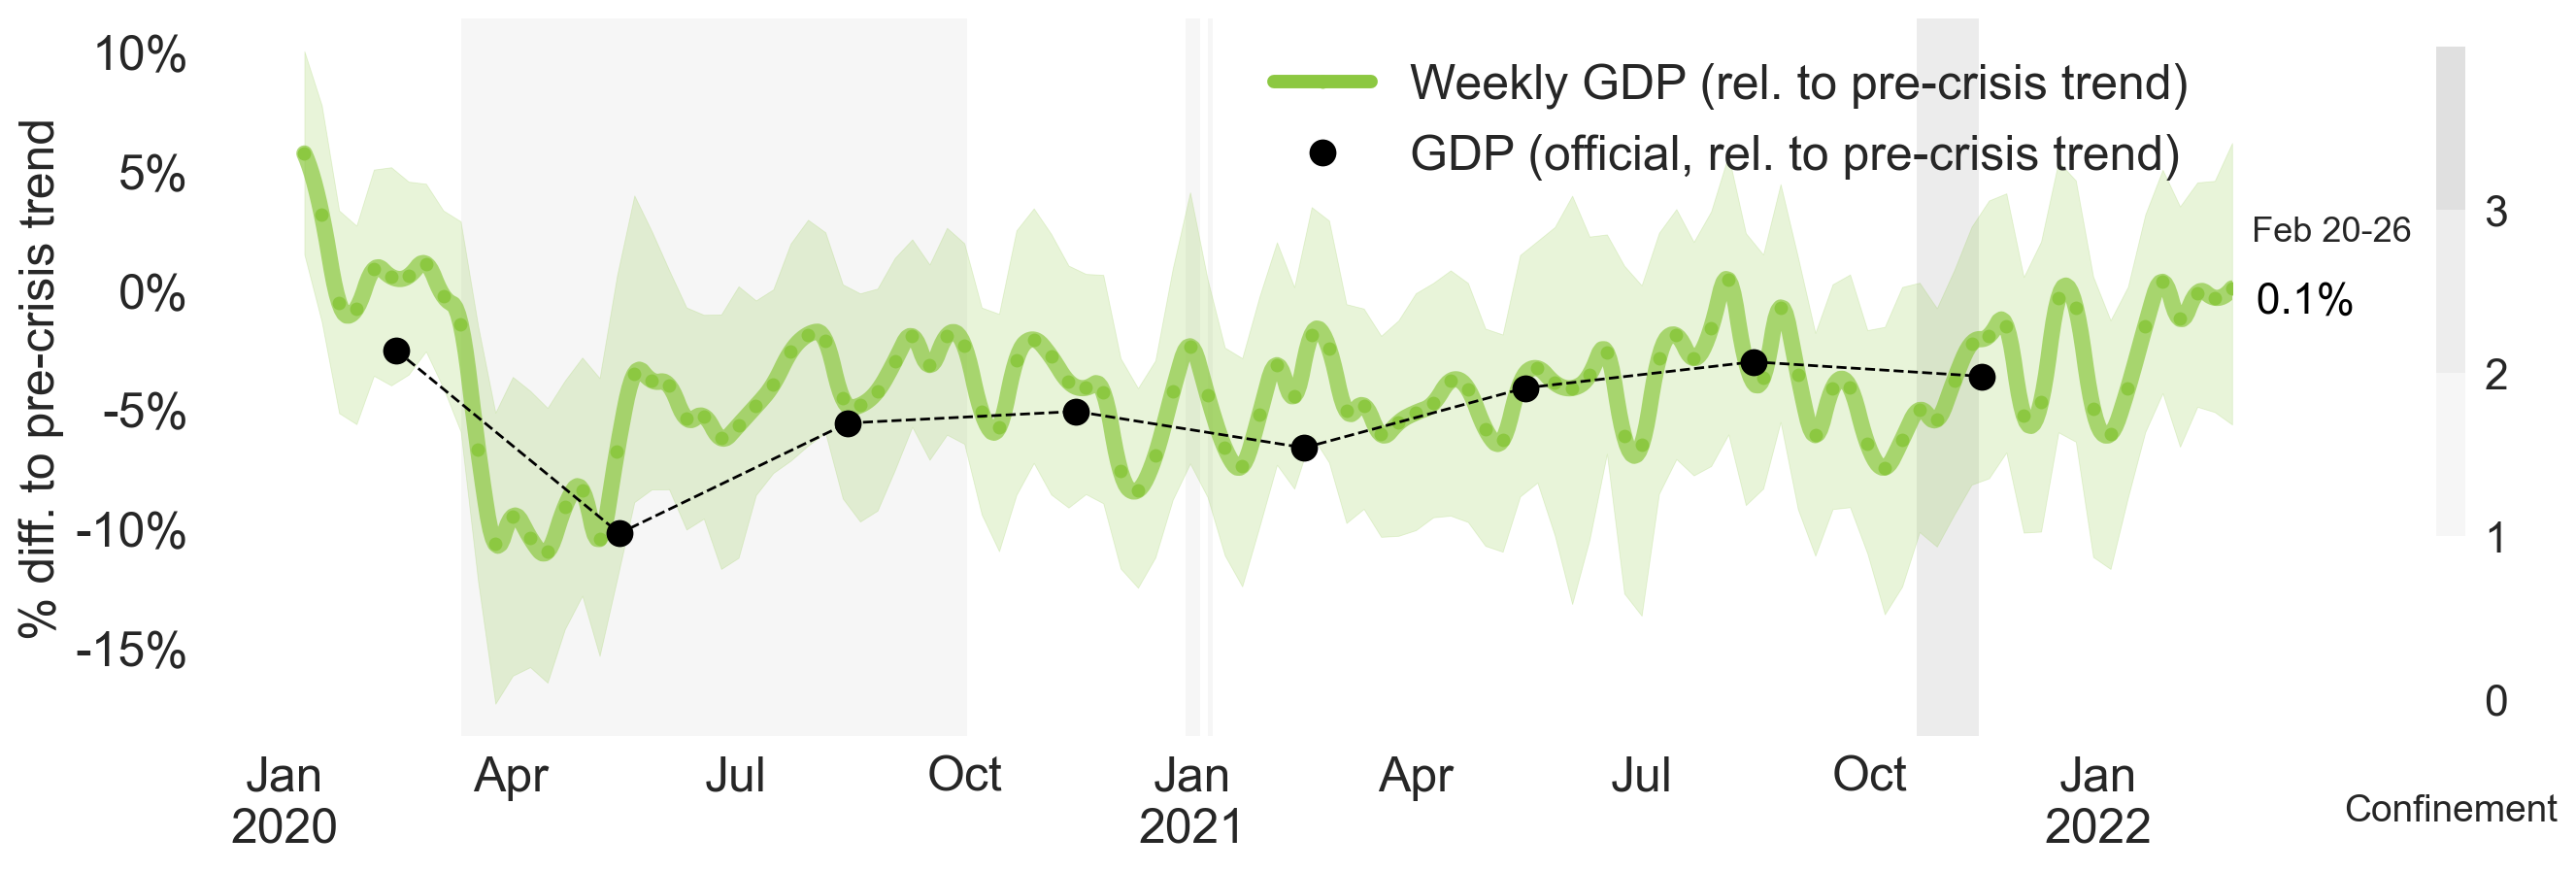 Weekly GDP (rel. to pre-crisis trend)
GDP (official, rel. to pre-crisis trend)
% diff. to pre-crisis trend
10%
5%
0%
-5%
-10%
-15%
Feb 20-26
0.1%
3
2
1
0
Confinement
Jan Apr Jul Oct Jan Apr Jul Oct Jan
2020 2021 2022